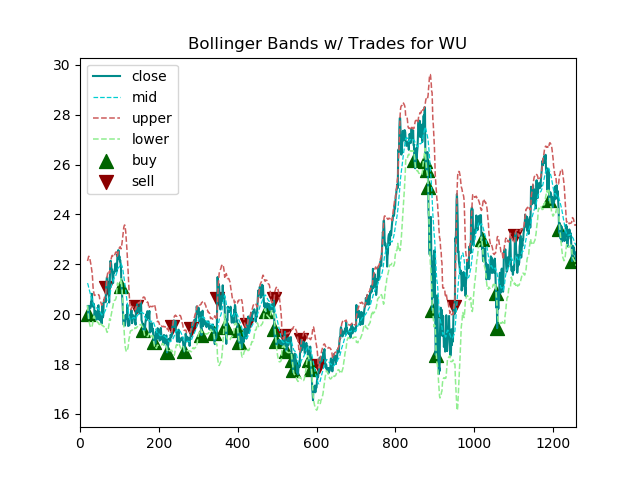 Bollinger Bands w/ Trades for WU
close
mid
upper
lower
buy
sell
30
28
26
24
22
20
18
16
0 200 400 600 800 1000 1200